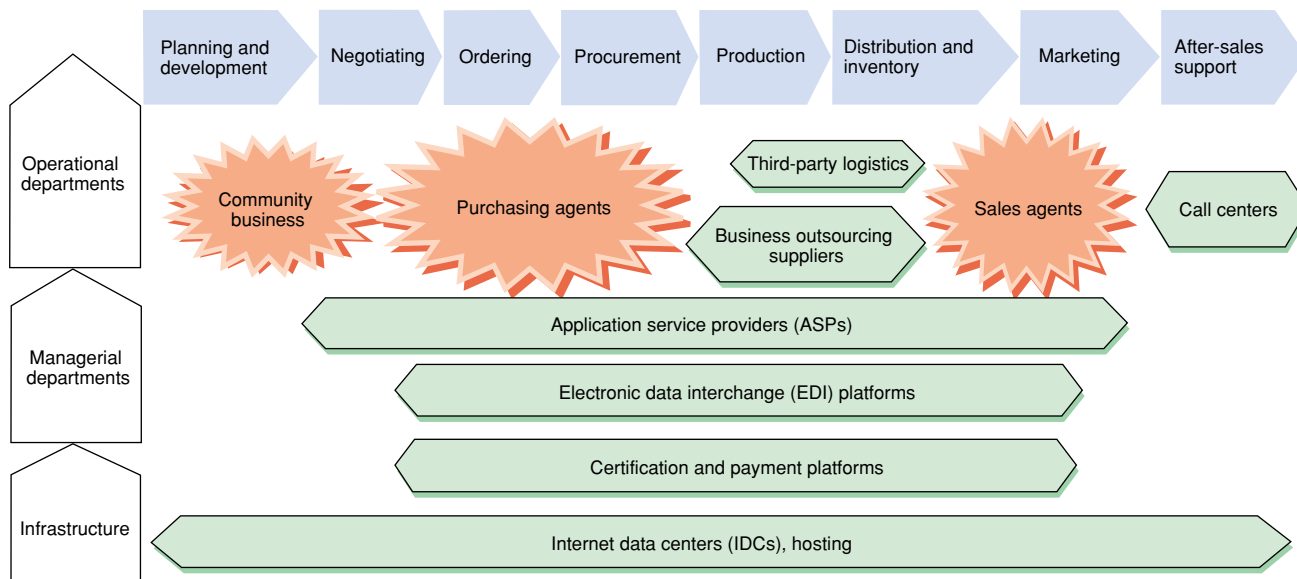 Planning and
development
Negotiating
Ordering
Procurement
Production
Distribution and
inventory
Marketing
After-sales
support
Operational
departments
Community
business
Purchasing agents
Third-party logistics
Business outsourcing
suppliers
Sales agents
Call centers
Managerial
departments
Application service providers (ASPs)
Electronic data interchange (EDI) platforms
Certification and payment platforms
Infrastructure
Internet data centers (IDCs), hosting